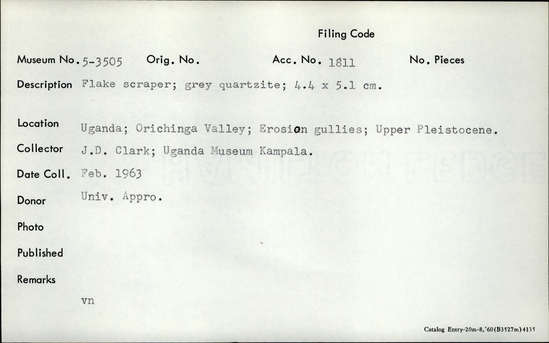 Filing Code
Museum No. 5-3505 Orig. No. Acc. No. 1811 No. Pieces
Description Flake scraper; grey quartzite; 4.4 x 5.1 cm.
Location Uganda; Orichinga Valley; Erosion gullies; Upper Pleistocene.
Collector J.D. Clark; Uganda Museum Kampala.
Date Coll. Feb. 1963
Donor Univ. Appro.
Photo
Published
Remarks
vn
Catalog Entry-20m-8,'60(B3527m)4135